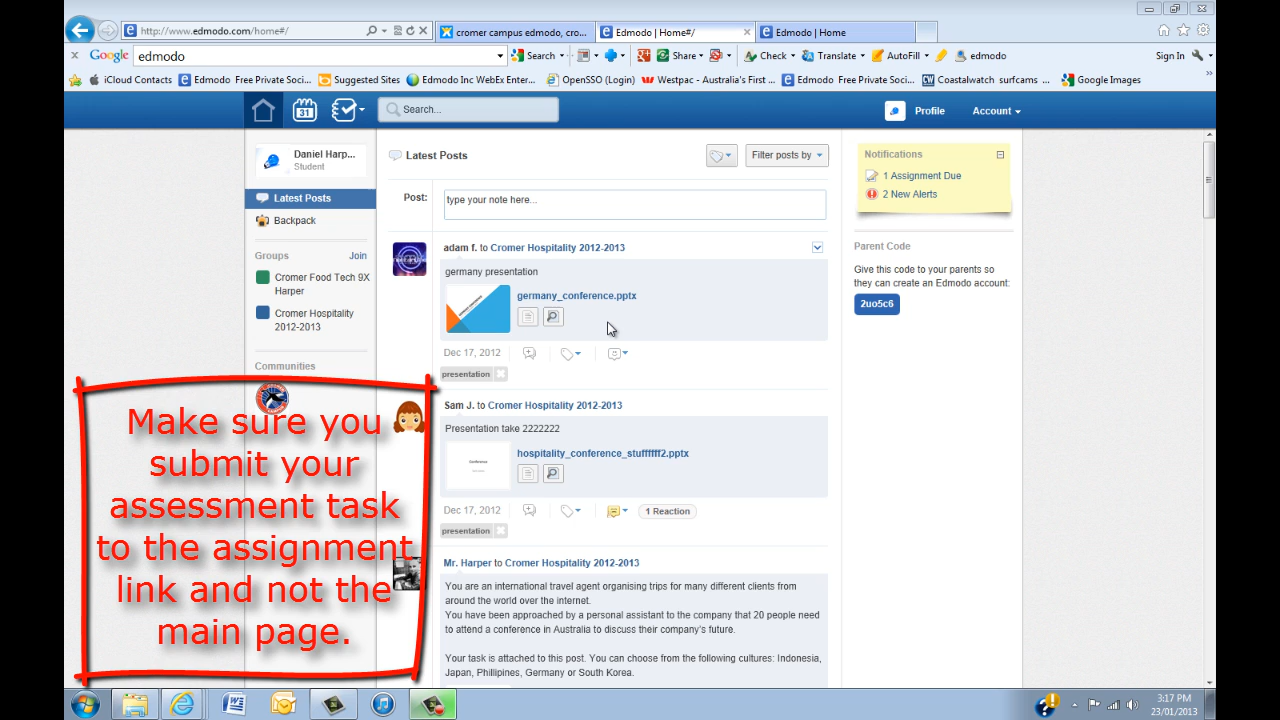 http://www.edmodo.com/home#/
cromer campus edmodo, cro...
Edmodo | Home#/
Edmodo | Home
Google
edmodo
Search
Share
Check
Translate
AutoFill
edmodo
Sign In
iCloud Contacts
Edmodo Free Private Soci...
Suggested Sites
Edmodo Inc WebEx Enter...
OpenSSO (Login)
Westpac - Australia's First ...
Edmodo Free Private Soc...
Coastalwatch surfcams ...
Google Images
31
Search...
Profile
Account
Daniel Harp...
Student
Latest Posts
Backpack
Groups
Join
Cromer Food Tech 9X
Harper
Cromer Hospitality
2012-2013
Communities
Latest Posts
Filter posts by
Post:
type your note here...
adam f. to Cromer Hospitality 2012-2013
germany presentation
germany_conference.pptx
Dec 17, 2012
presentation
Sam J. to Cromer Hospitality 2012-2013
Presentation take 2222222
hospitality_conference_stuffffff2.pptx
Dec 17, 2012
1 Reaction
presentation
Mr. Harper to Cromer Hospitality 2012-2013
You are an international travel agent organising trips for many different clients from
around the world over the internet.
You have been approached by a personal assistant to the company that 20 people need
to attend a conference in Australia to discuss their company's future.
Your task is attached to this post. You can choose from the following cultures: Indonesia,
Japan, Phillipines, Germany or South Korea.
Notifications
1 Assignment Due
2 New Alerts
Parent Code
Give this code to your parents so
they can create an Edmodo account:
2uo5c6
Make sure you
submit your
assessment task
to the assignment
link and not the
main page.
3:17 PM
23/01/2013